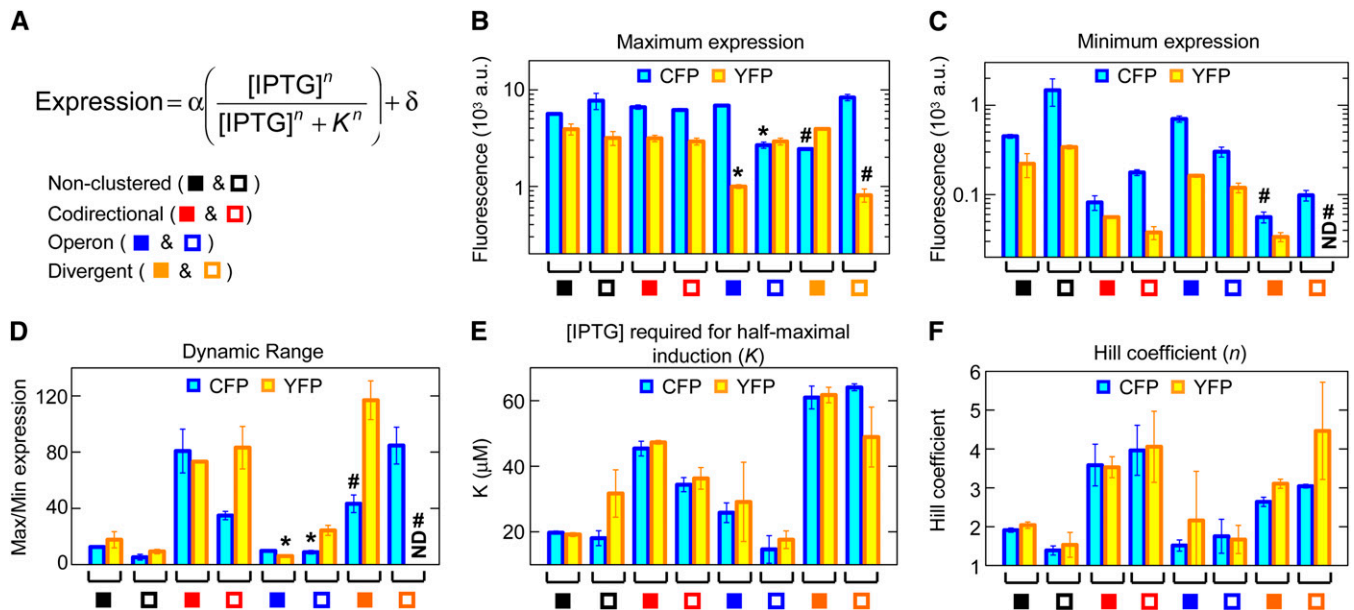 A
Expression = α([IPTG]ⁿ / ([IPTG]ⁿ + Kⁿ)) + δ
Non-clustered ( & )
Codirectional ( & )
Operon ( & )
Divergent ( & )
B
Maximum expression
CFP YFP
Fluorescence (10³ a.u.)
10
1
*
*
#
#
C
Minimum expression
CFP YFP
Fluorescence (10³ a.u.)
1
0.1
#
ND#
D
Dynamic Range
CFP YFP
Max/Min expression
120
80
40
0
*
*
#
ND#
E
[IPTG] required for half-maximal
induction (K)
CFP YFP
K (μM)
60
40
20
F
Hill coefficient (n)
CFP YFP
Hill coefficient
6
5
4
3
2
1